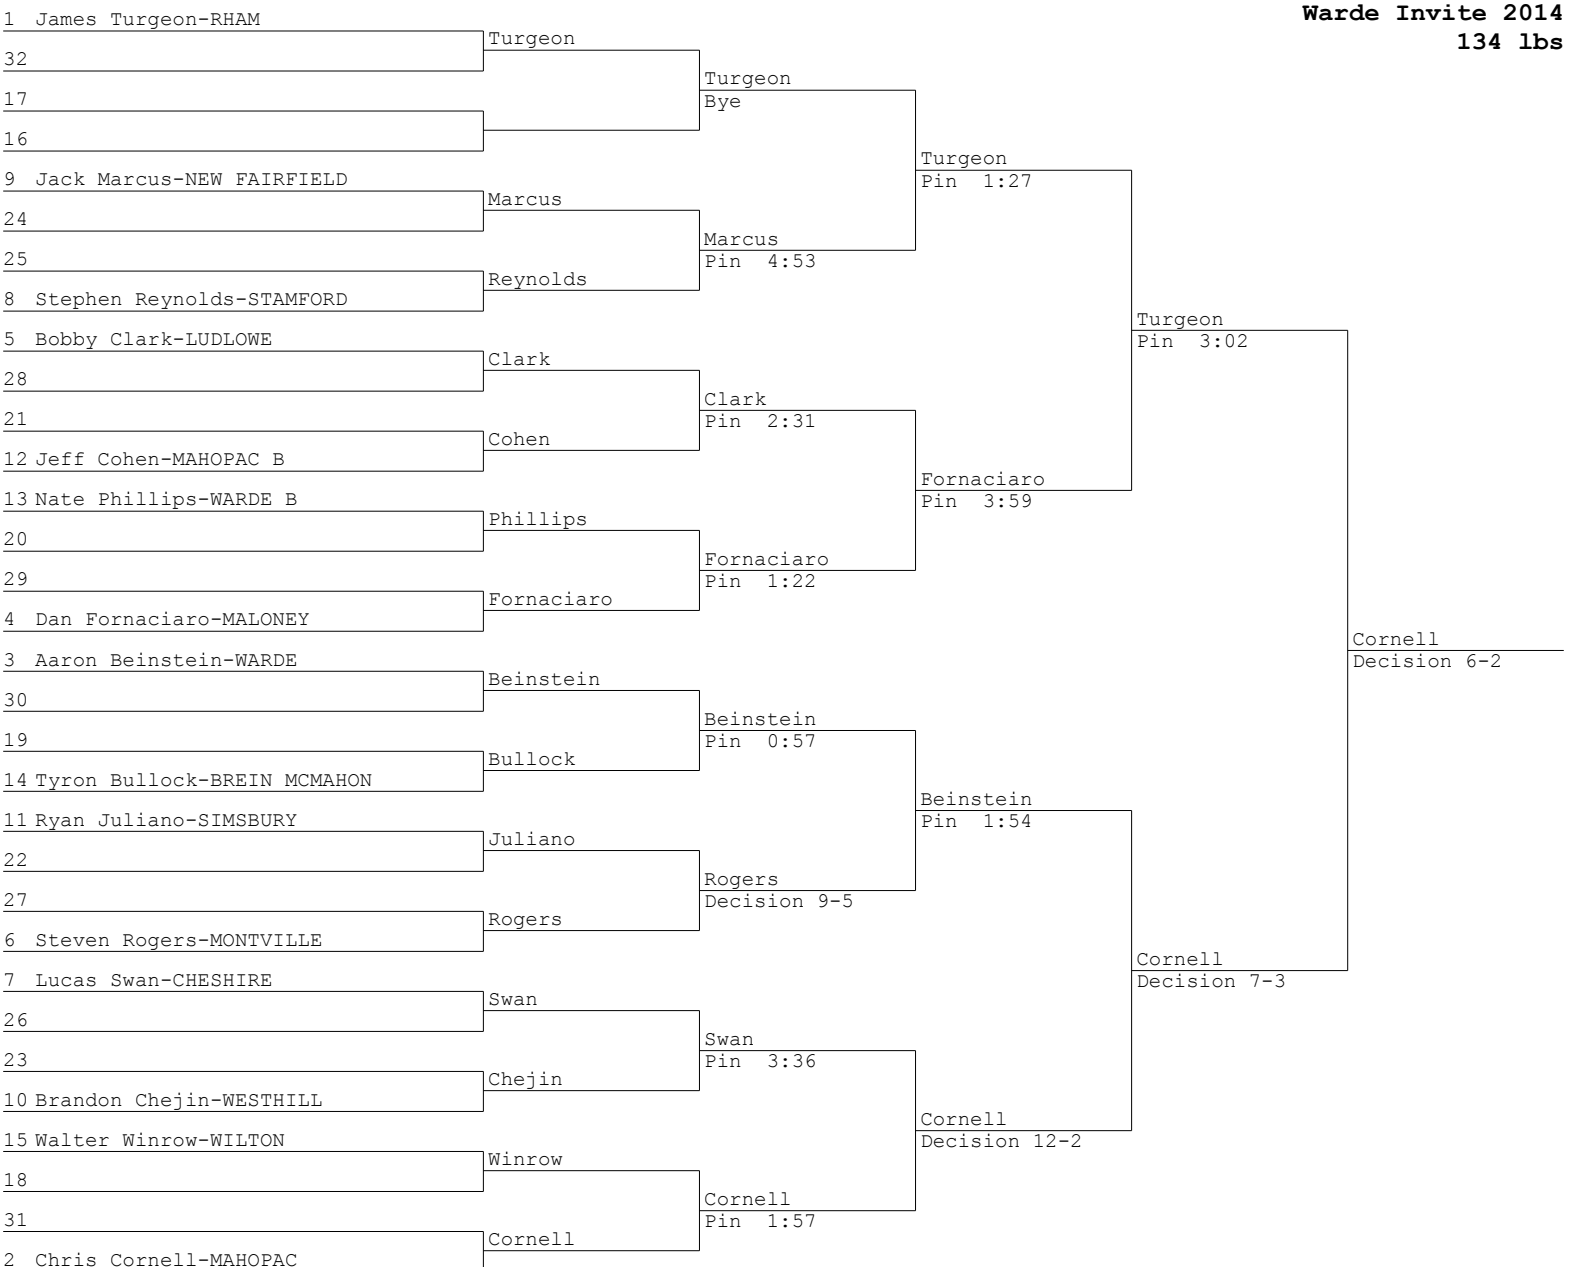 Warde Invite 2014
134 lbs
1 James Turgeon-RHAM
32
17
16
9 Jack Marcus-NEW FAIRFIELD
24
25
8 Stephen Reynolds-STAMFORD
5 Bobby Clark-LUDLOWE
28
21
12 Jeff Cohen-MAHOPAC B
13 Nate Phillips-WARDE B
20
29
4 Dan Fornaciaro-MALONEY
3 Aaron Beinstein-WARDE
30
19
14 Tyron Bullock-BREIN MCMAHON
11 Ryan Juliano-SIMSBURY
22
27
6 Steven Rogers-MONTVILLE
7 Lucas Swan-CHESHIRE
26
23
10 Brandon Chejin-WESTHILL
15 Walter Winrow-WILTON
18
31
2 Chris Cornell-MAHOPAC
Turgeon
Marcus
Reynolds
Clark
Cohen
Phillips
Fornaciaro
Beinstein
Bullock
Juliano
Rogers
Swan
Chejin
Winrow
Cornell
Turgeon
Bye
Marcus
Pin 4:53
Clark
Pin 2:31
Fornaciaro
Pin 1:22
Beinstein
Pin 0:57
Rogers
Decision 9-5
Swan
Pin 3:36
Cornell
Pin 1:57
Turgeon
Pin 1:27
Fornaciaro
Pin 3:59
Beinstein
Pin 1:54
Cornell
Decision 12-2
Turgeon
Pin 3:02
Cornell
Decision 7-3
Cornell
Decision 6-2